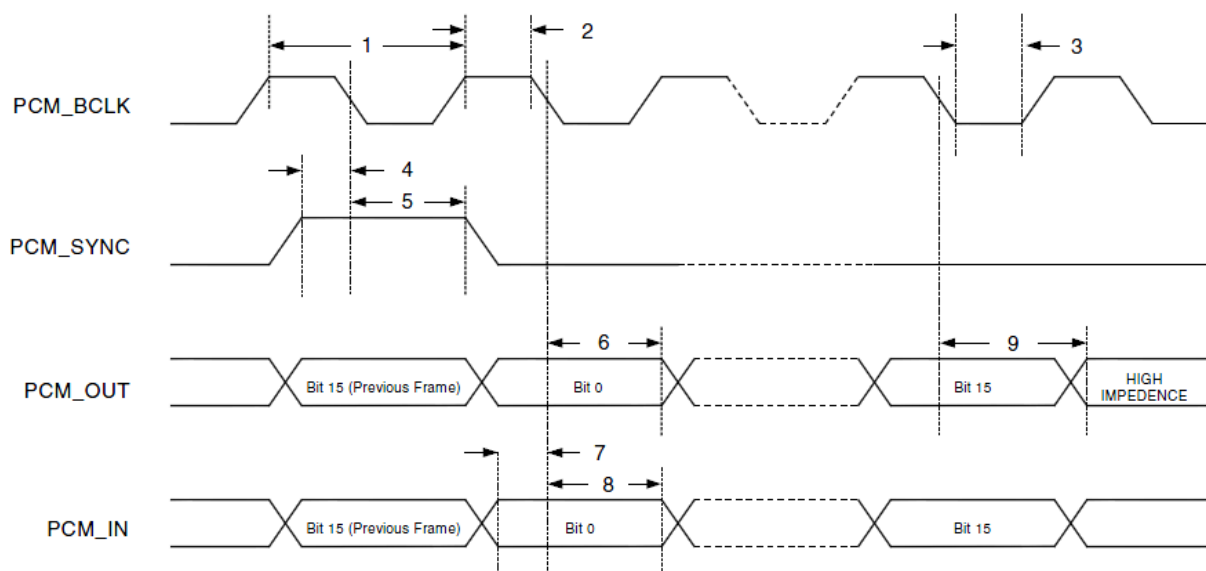 1
2
3
PCM_BCLK
4
5
PCM_SYNC
6
9
PCM_OUT
Bit 15 (Previous Frame)
Bit 0
Bit 15
HIGH
IMPEDENCE
7
8
PCM_IN
Bit 15 (Previous Frame)
Bit 0
Bit 15